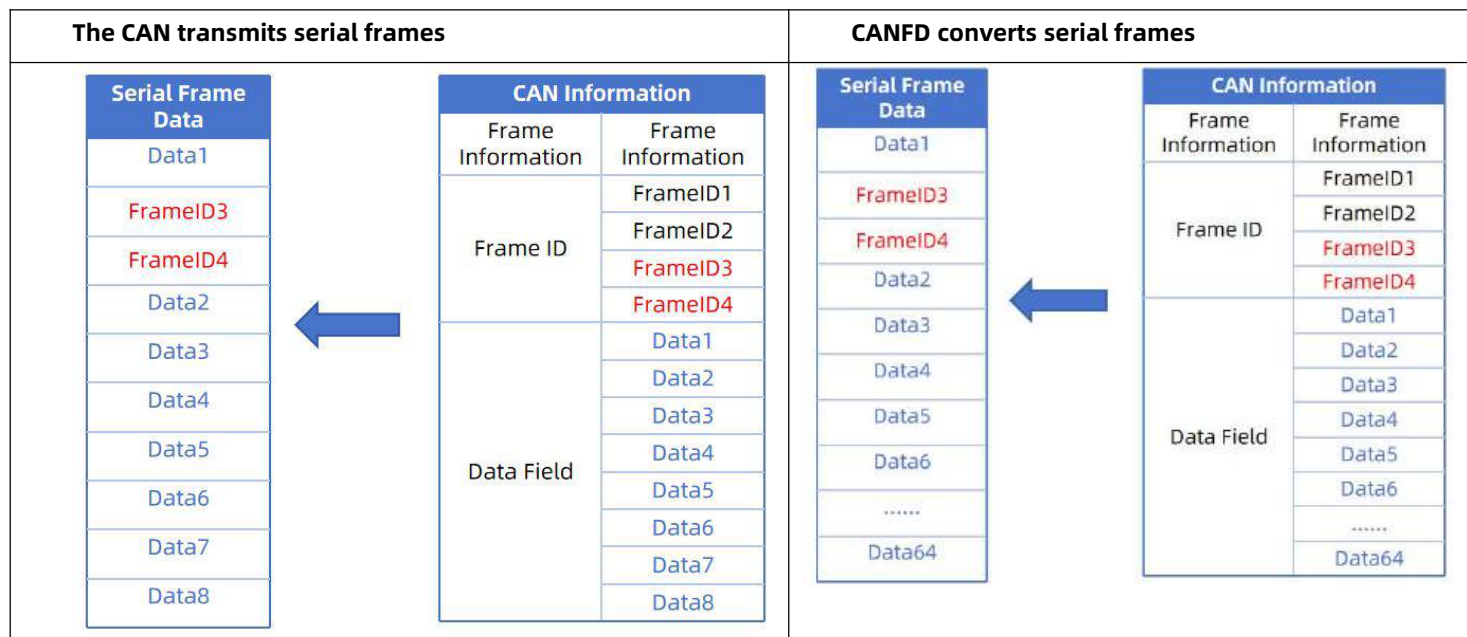 The CAN transmits serial frames
CANFD converts serial frames
Serial Frame
Data
Data1
FrameID3
FrameID4
Data2
Data3
Data4
Data5
Data6
Data7
Data8
CAN Information
Frame
Information
Frame
Information
Frame ID
FrameID1
FrameID2
FrameID3
FrameID4
Data Field
Data1
Data2
Data3
Data4
Data5
Data6
Data7
Data8
Serial Frame
Data
Data1
FrameID3
FrameID4
Data2
Data3
Data4
Data5
Data6
......
Data64
CAN Information
Frame
Information
Frame
Information
Frame ID
FrameID1
FrameID2
FrameID3
FrameID4
Data Field
Data1
Data2
Data3
Data4
Data5
Data6
......
Data64